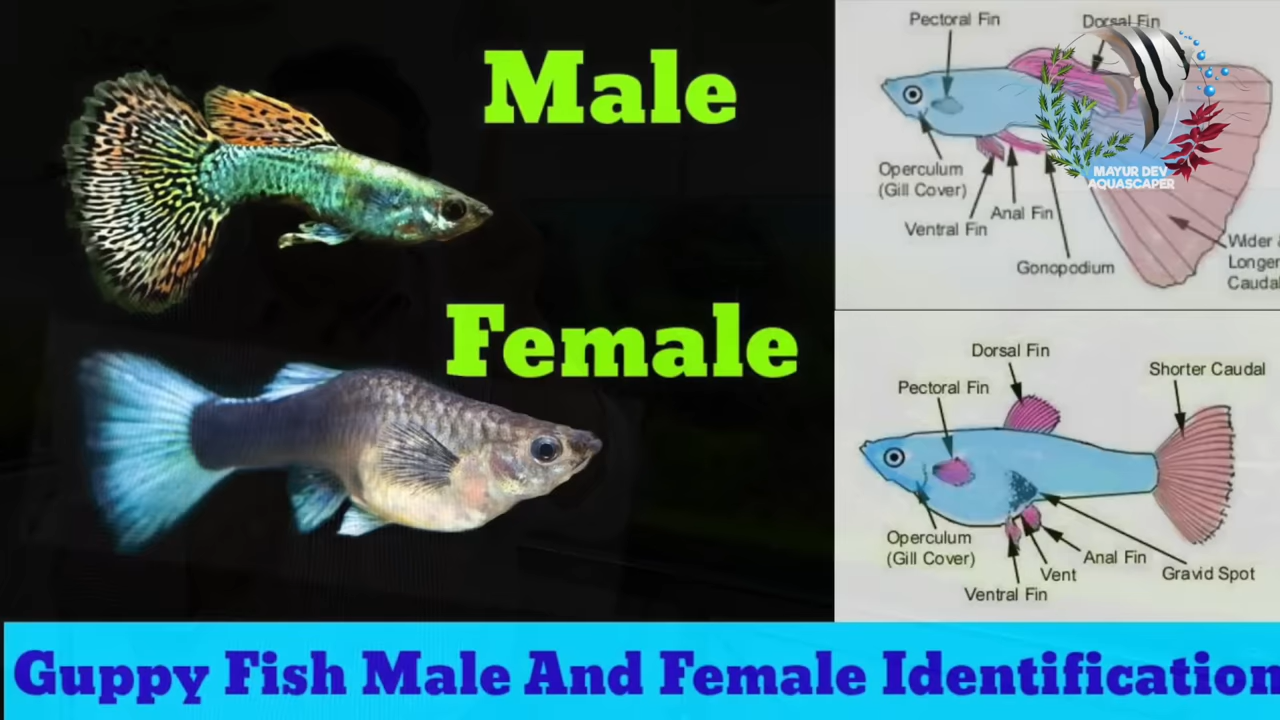 Male
Female
Pectoral Fin
Dorsal Fin
Operculum
(Gill Cover)
Ventral Fin
Anal Fin
Gonopodium
Wider
Longer
Caudal
MAYUR DEV
AQUASCAPER
Dorsal Fin
Pectoral Fin
Shorter Caudal
Operculum
(Gill Cover)
Ventral Fin
Vent
Anal Fin
Gravid Spot
Guppy Fish Male And Female Identification